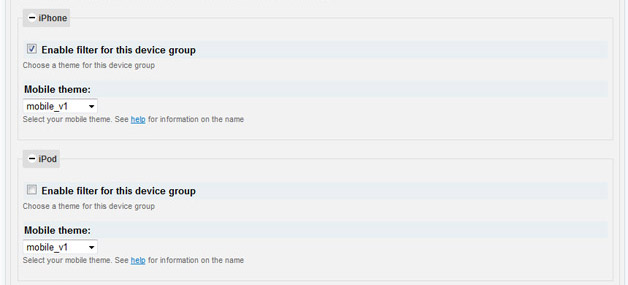 iPhone
Enable filter for this device group
Choose a theme for this device group
Mobile theme:
mobile_v1
Select your mobile theme. See help for information on the name
iPod
Enable filter for this device group
Choose a theme for this device group
Mobile theme:
mobile_v1
Select your mobile theme. See help for information on the name